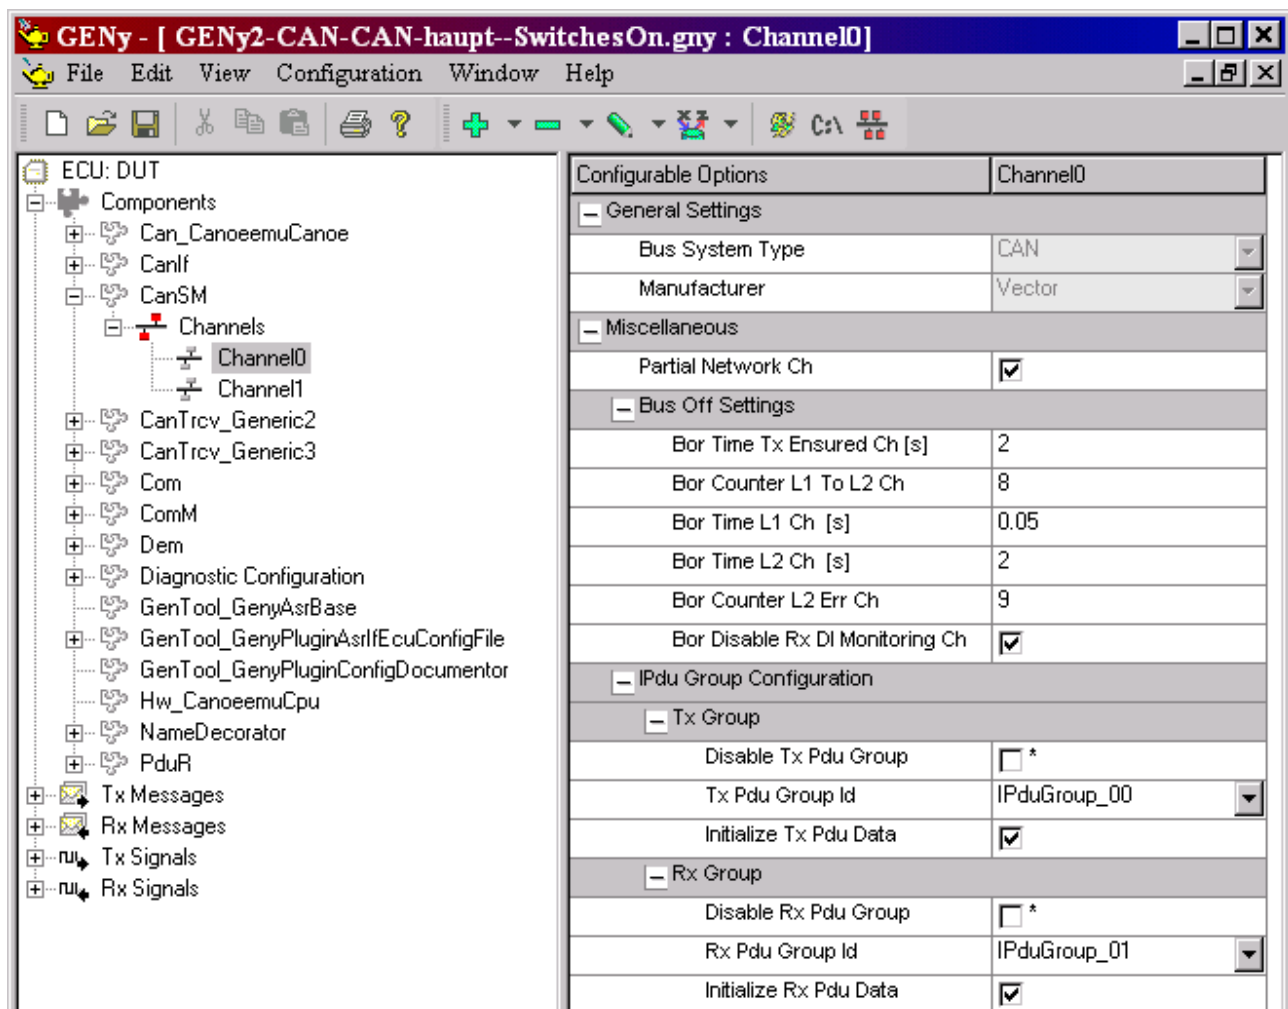 GENy - [ GENy2-CAN-CAN-haupt--SwitchesOn.gny : Channel0]
File Edit View Configuration Window Help
C:\
ECU: DUT
Components
Can_CanoeemuCanoe
CanIf
CanSM
Channels
Channel0
Channel1
CanTrcv_Generic2
CanTrcv_Generic3
Com
ComM
Dem
Diagnostic Configuration
GenTool_GenyAsrBase
GenTool_GenyPluginAsrIfEcuConfigFile
GenTool_GenyPluginConfigDocumentor
Hw_CanoeemuCpu
NameDecorator
PduR
Tx Messages
Rx Messages
Tx Signals
Rx Signals
Configurable Options Channel0
General Settings
Bus System Type CAN
Manufacturer Vector
Miscellaneous
Partial Network Ch
Bus Off Settings
Bor Time Tx Ensured Ch [s] 2
Bor Counter L1 To L2 Ch 8
Bor Time L1 Ch [s] 0.05
Bor Time L2 Ch [s] 2
Bor Counter L2 Err Ch 9
Bor Disable Rx Dl Monitoring Ch
IPdu Group Configuration
Tx Group
Disable Tx Pdu Group *
Tx Pdu Group Id IPduGroup_00
Initialize Tx Pdu Data
Rx Group
Disable Rx Pdu Group *
Rx Pdu Group Id IPduGroup_01
Initialize Rx Pdu Data